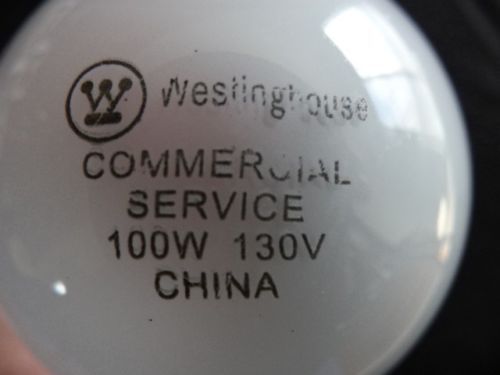 Westinghouse
COMMERCIAL
SERVICE
100W 130V
CHINA